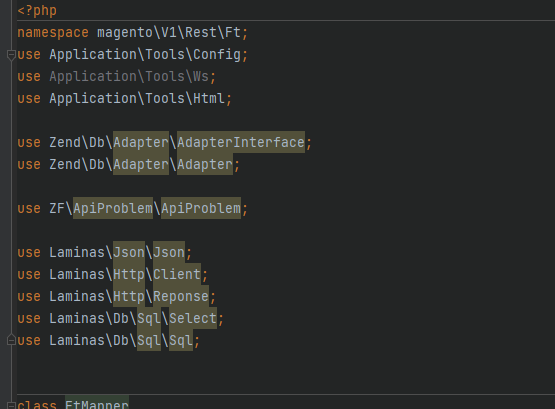 <?php
namespace magento\V1\Rest\Ft;
use Application\Tools\Config;
use Application\Tools\Ws;
use Application\Tools\Html;
use Zend\Db\Adapter\AdapterInterface;
use Zend\Db\Adapter\Adapter;
use ZF\ApiProblem\ApiProblem;
use Laminas\Json\Json;
use Laminas\Http\Client;
use Laminas\Http\Reponse;
use Laminas\Db\Sql\Select;
use Laminas\Db\Sql\Sql;
class FtMapper